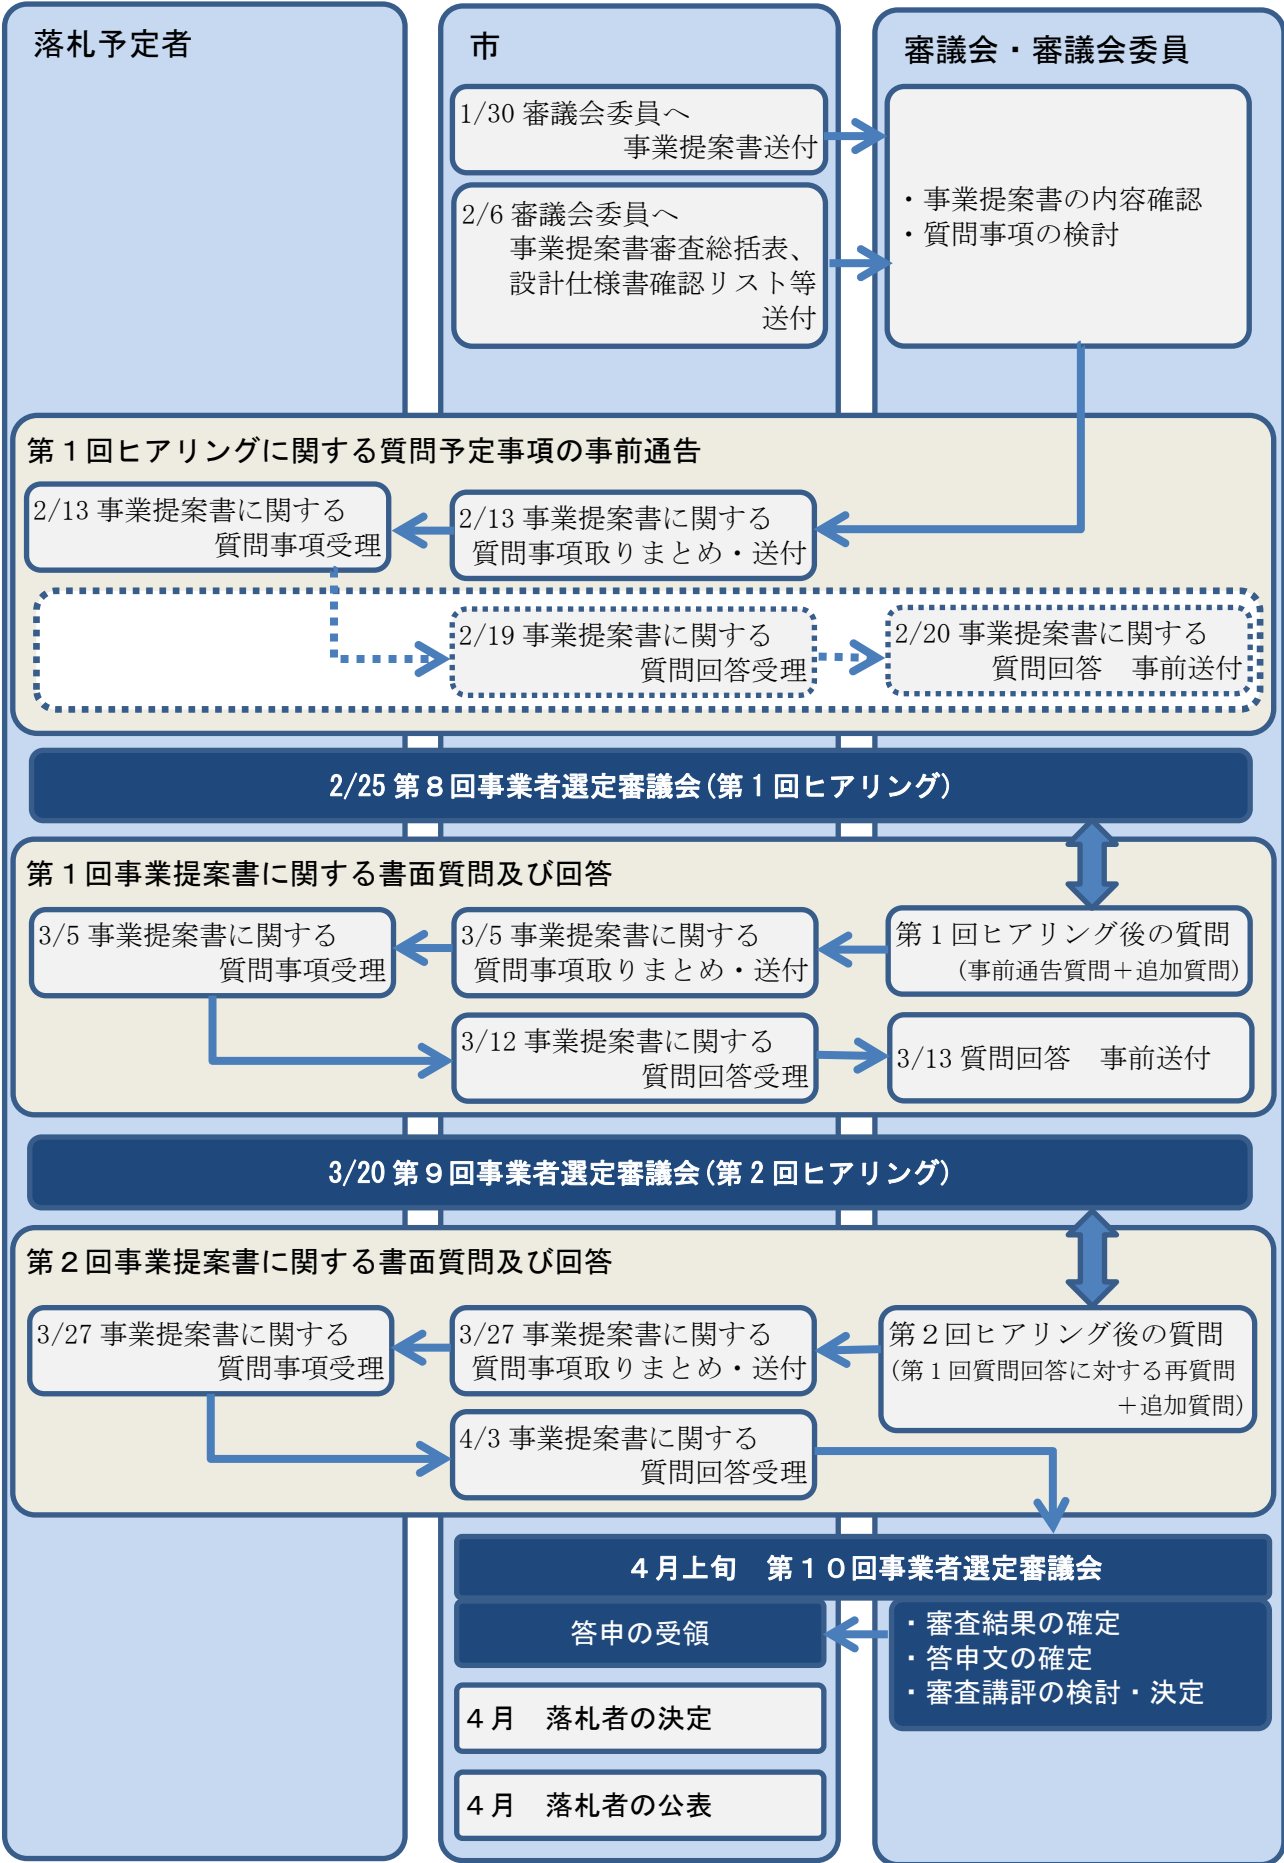 落札予定者
市
審議会・審議会委員
1/30 審議会委員へ
事業提案書送付
2/6 審議会委員へ
事業提案書審査総括表、
設計仕様書確認リスト等
送付
・事業提案書の内容確認
・質問事項の検討
第1回ヒアリングに関する質問予定事項の事前通告
2/13 事業提案書に関する
質問事項受理
2/13 事業提案書に関する
質問事項取りまとめ・送付
2/19 事業提案書に関する
質問回答受理
2/20 事業提案書に関する
質問回答　事前送付
2/25 第8回事業者選定審議会(第1回ヒアリング)
第1回事業提案書に関する書面質問及び回答
3/5 事業提案書に関する
質問事項受理
3/5 事業提案書に関する
質問事項取りまとめ・送付
第1回ヒアリング後の質問
(事前通告質問＋追加質問)
3/12 事業提案書に関する
質問回答受理
3/13 質問回答　事前送付
3/20 第9回事業者選定審議会(第2回ヒアリング)
第2回事業提案書に関する書面質問及び回答
3/27 事業提案書に関する
質問事項受理
3/27 事業提案書に関する
質問事項取りまとめ・送付
第2回ヒアリング後の質問
(第1回質問回答に対する再質問
＋追加質問)
4/3 事業提案書に関する
質問回答受理
4月上旬　第10回事業者選定審議会
答申の受領
・審査結果の確定
・答申文の確定
・審査講評の検討・決定
4月　落札者の決定
4月　落札者の公表